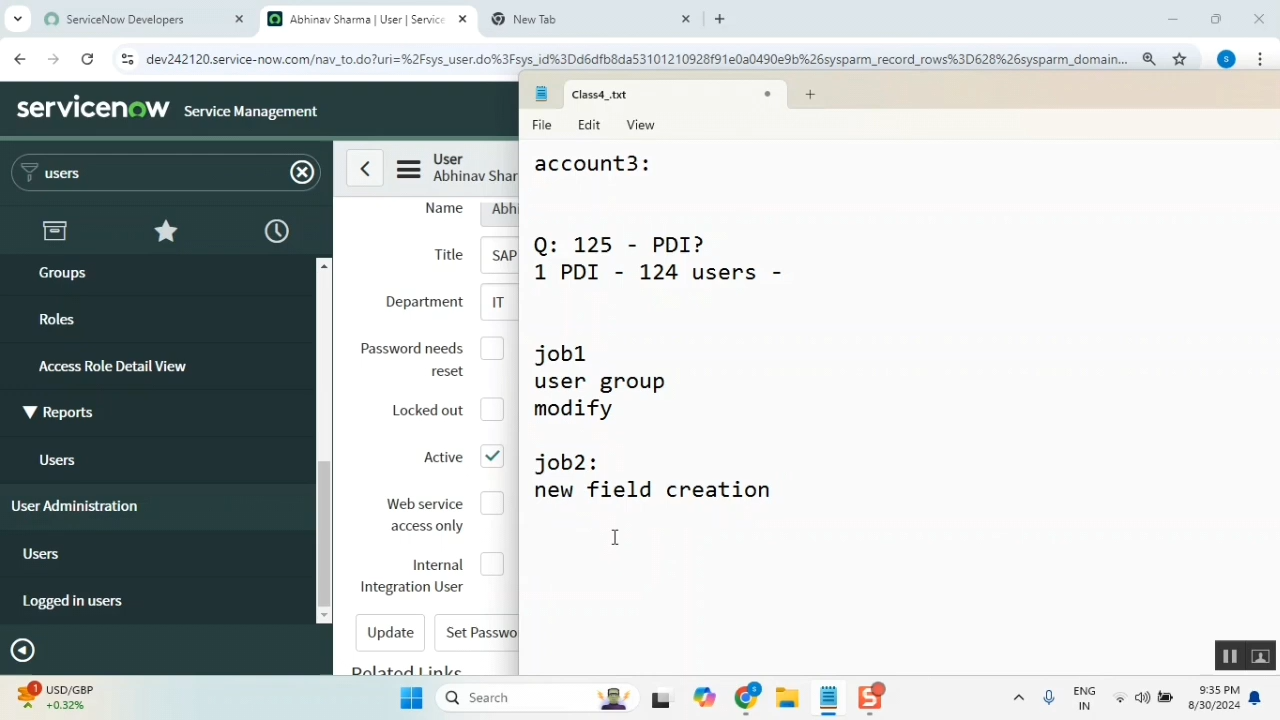 ServiceNow Developers
Abhinav Sharma | User | Service
New Tab
dev242120.service-now.com/nav_to.do?uri=%2Fsys_user.do%3Fsys_id%3Dd6dfb8da53101210928f91e0a0490e9b%26sysparm_record_rows%3D628%26sysparm_domain...
s
servicenow Service Management
users
Groups
Roles
Access Role Detail View
Reports
Users
User Administration
Users
Logged in users
User
Abhinav Shar
Name
Abhi
Title
SAP
Department
IT
Password needs
reset
Locked out
Active
Web service
access only
Internal
Integration User
Update
Set Passwo
Related Links
Class4_.txt
File Edit View
account3:
Q: 125 - PDI?
1 PDI - 124 users -
job1
user group
modify
job2:
new field creation
1
USD/GBP
+0.32%
Search
ENG
IN
9:35 PM
8/30/2024